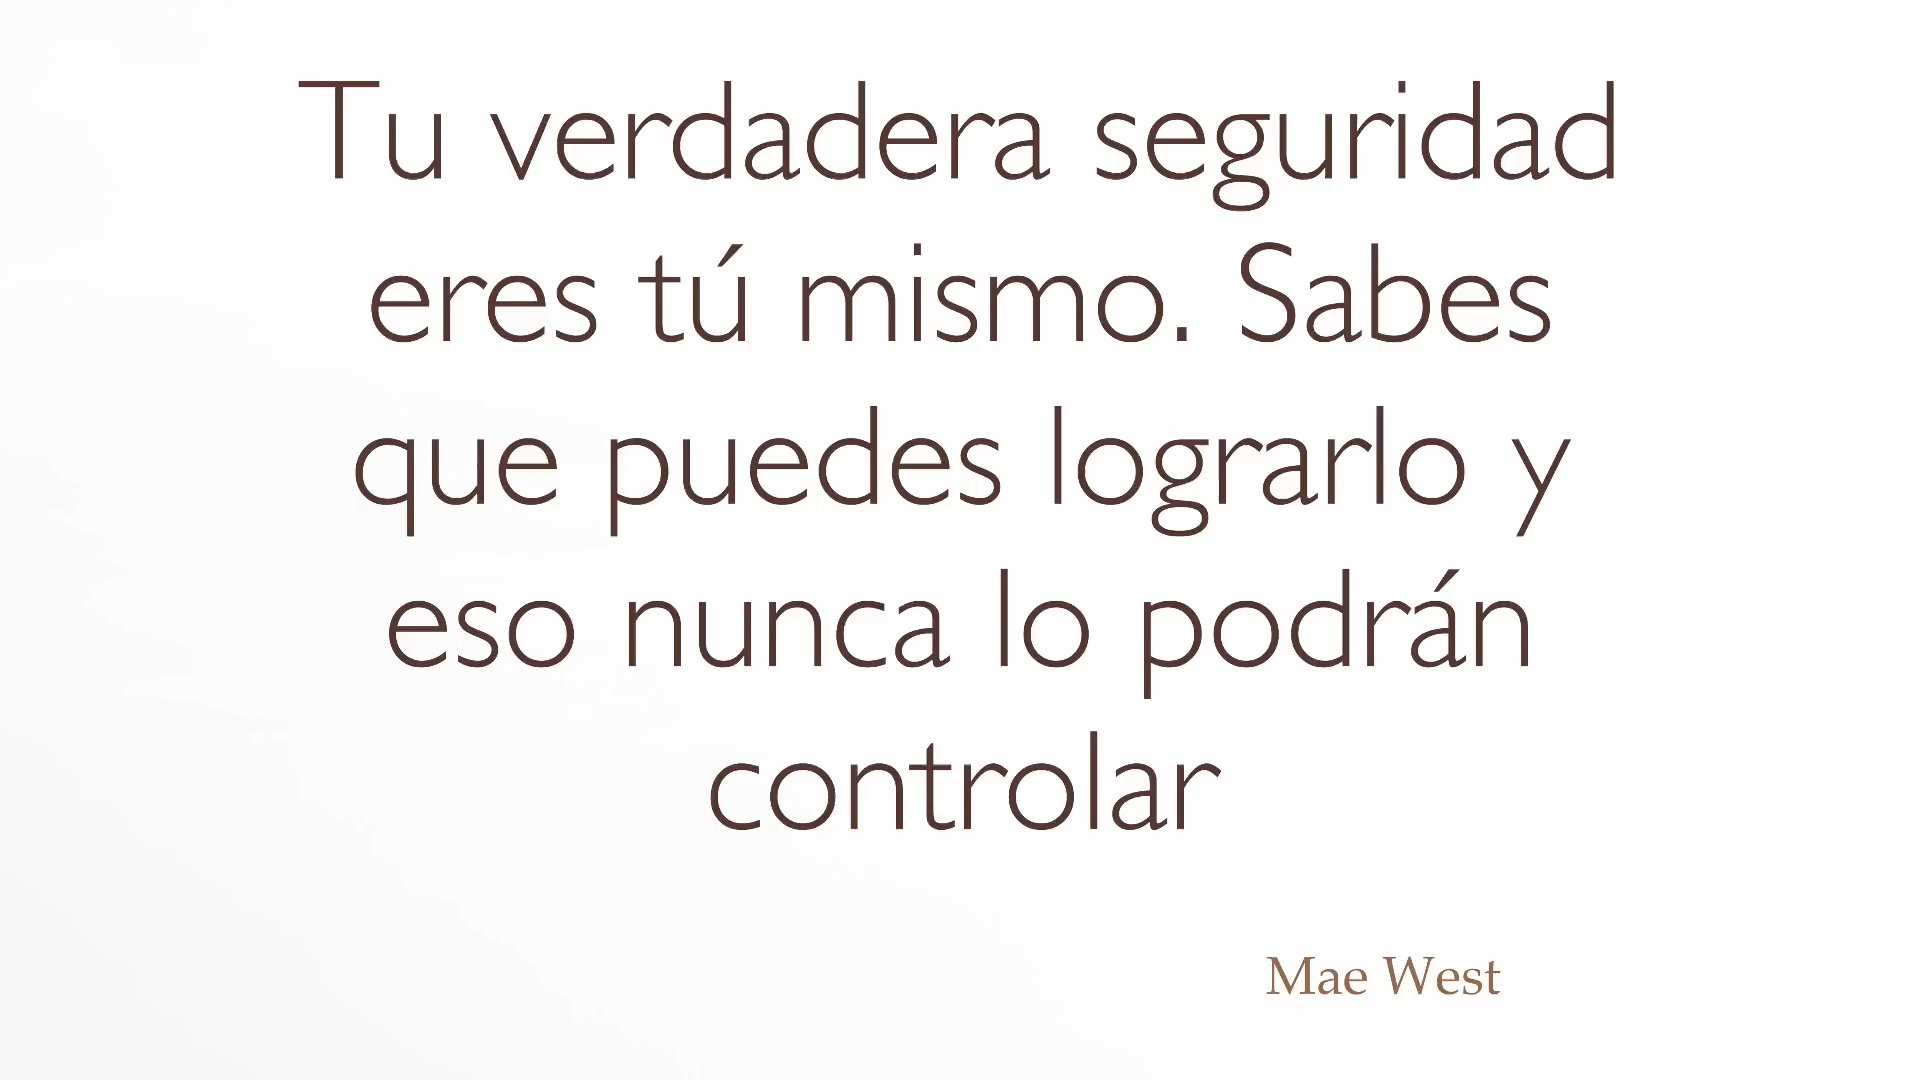 Tu verdadera seguridad
eres tú mismo. Sabes
que puedes lograrlo y
eso nunca lo podrán
controlar
Mae West